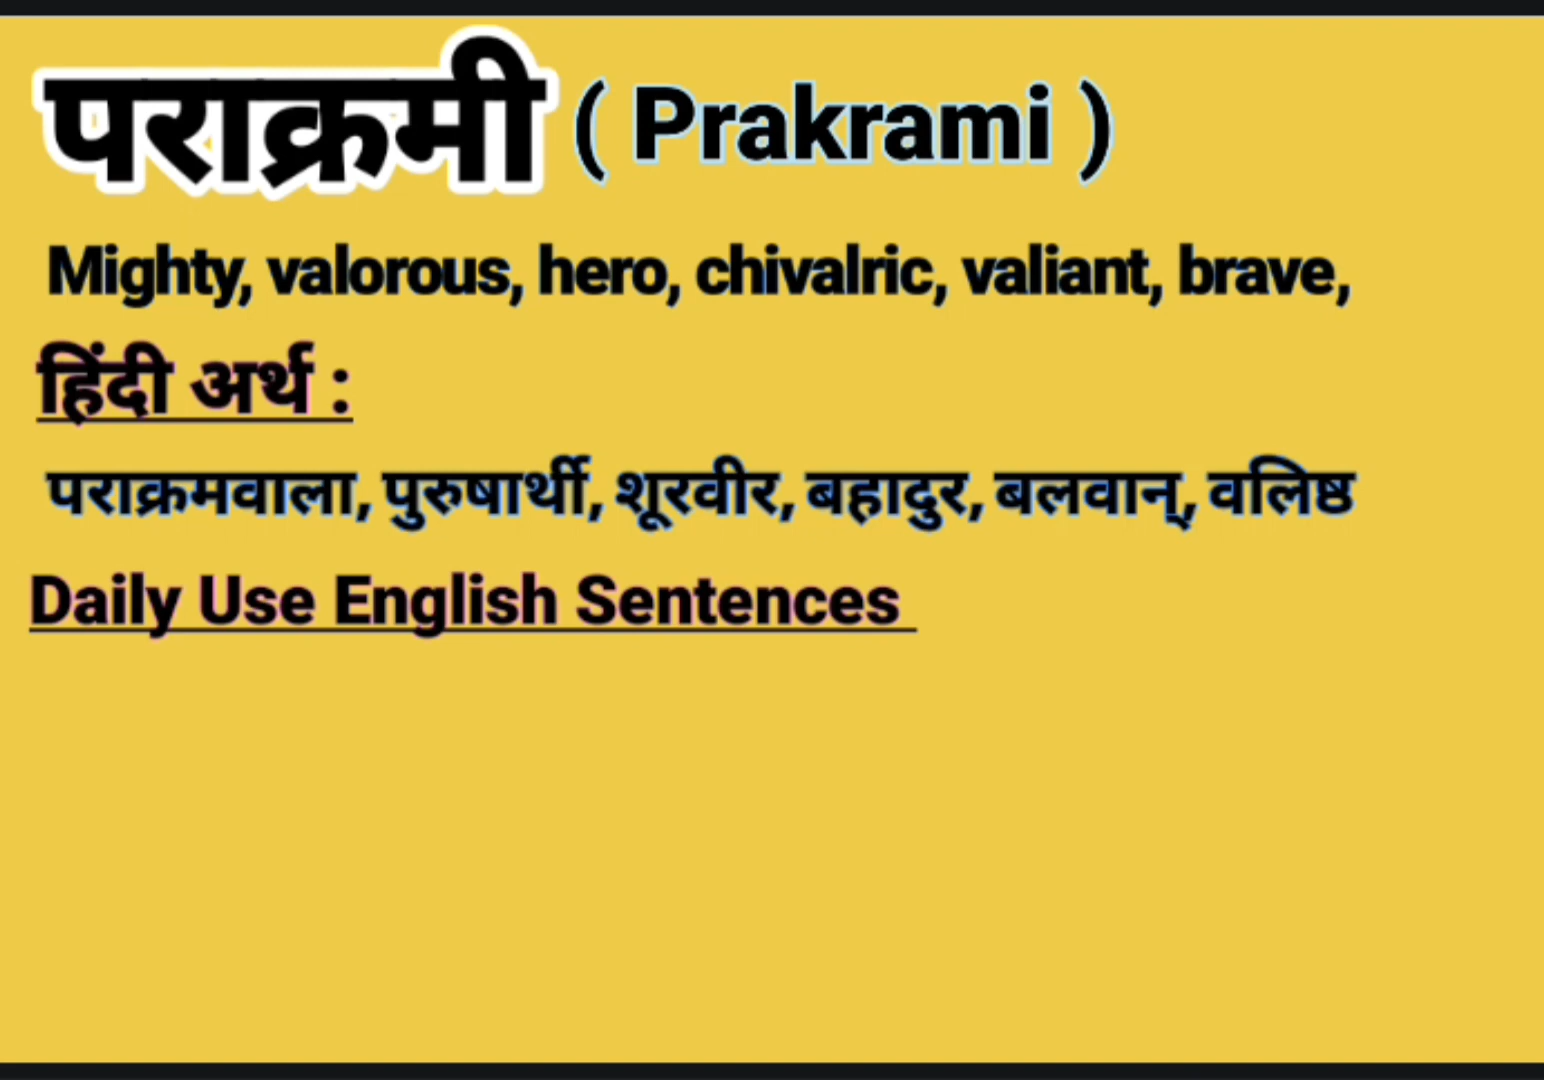 पराक्रमी ( Prakrami )
Mighty, valorous, hero, chivalric, valiant, brave,
हिंदी अर्थ :
पराक्रमवाला, पुरुषार्थी, शूरवीर, बहादुर, बलवान्, वलिष्ठ
Daily Use English Sentences